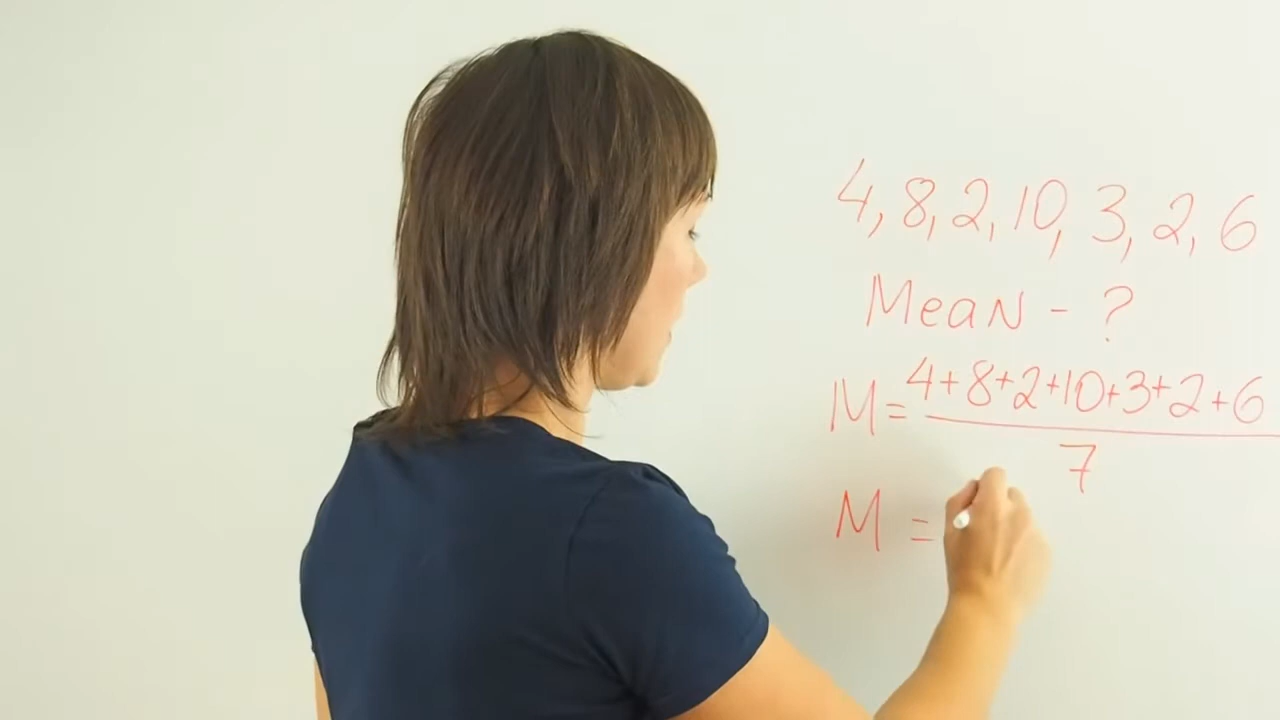 4, 8, 2, 10, 3, 2, 6
Mean - ?
M = 4+8+2+10+3+2+6
7
M =